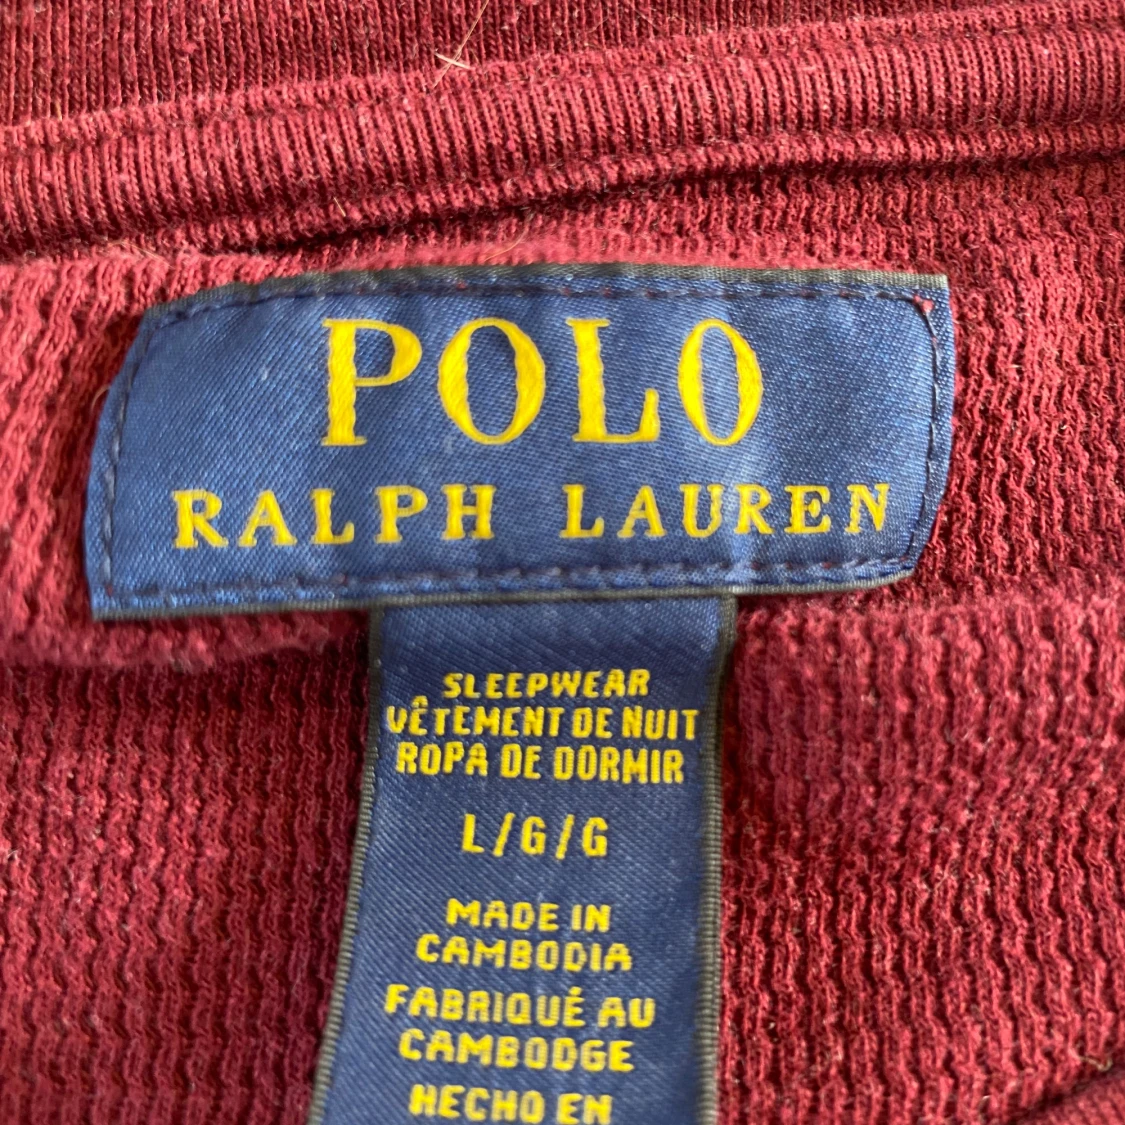 POLO
RALPH LAUREN
SLEEPWEAR
VÊTEMENT DE NUIT
ROPA DE DORMIR
L/G/G
MADE IN
CAMBODIA
FABRIQUÉ AU
CAMBODGE
HECHO EN